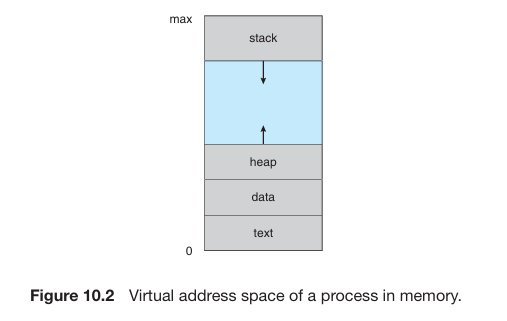 max
stack
heap
data
text
0
Figure 10.2 Virtual address space of a process in memory.